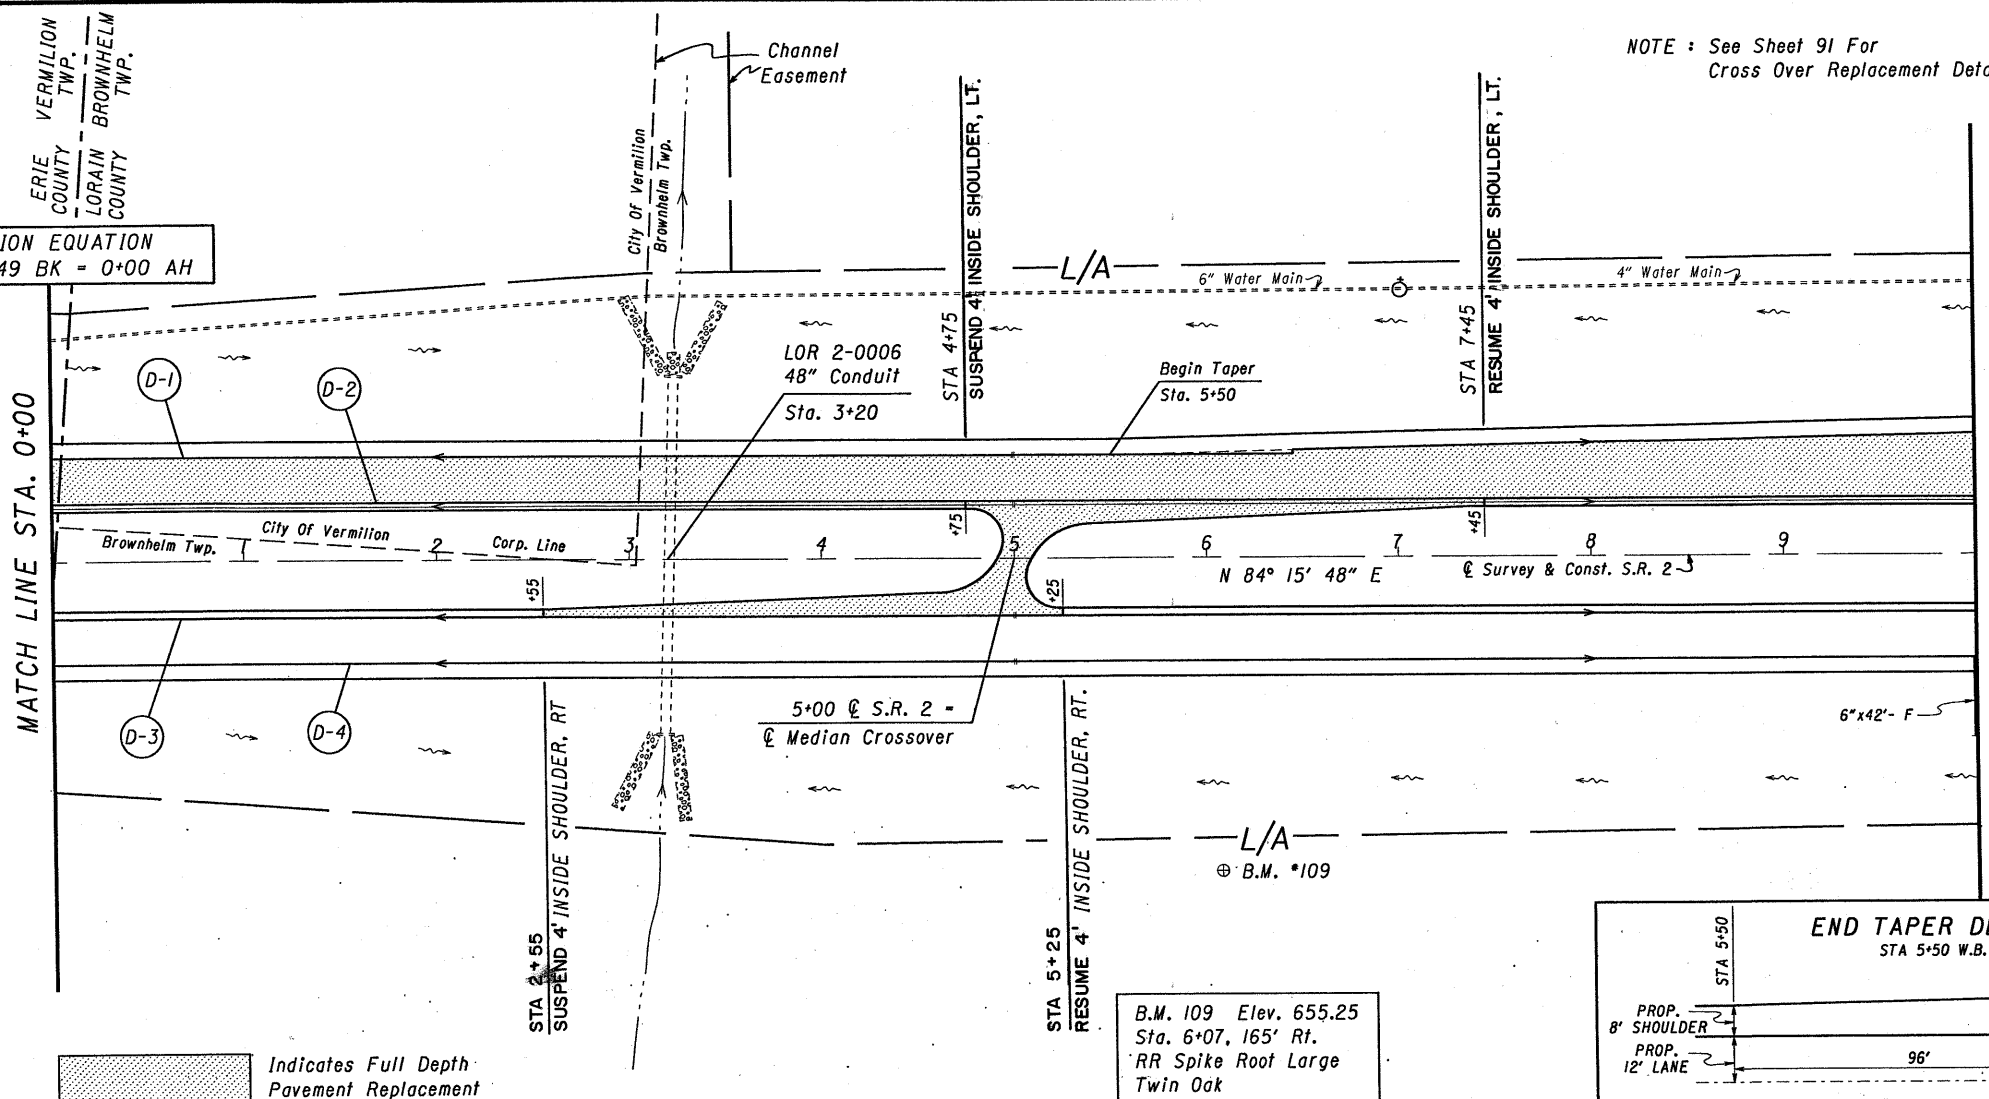 ERIE VERMILION
COUNTY TWP.
LORAIN BROWNHELM
COUNTY TWP.
ION EQUATION
49 BK = 0+00 AH
MATCH LINE STA. 0+00
Channel
Easement
City Of Vermilion
Brownhelm Twp.
NOTE : See Sheet 91 For
Cross Over Replacement Deta
STA 4+75
SUSPEND 4' INSIDE SHOULDER, LT.
STA 7+45
RESUME 4' INSIDE SHOULDER, LT.
L/A
6" Water Main
4" Water Main
D-1
D-2
LOR 2-0006
48" Conduit
Sta. 3+20
Begin Taper
Sta. 5+50
+75
+45
Brownhelm Twp.
City Of Vermilion
Corp. Line
1
2
3
4
5
6
7
8
9
N 84° 15' 48" E
℄ Survey & Const. S.R. 2
+55
+25
D-3
D-4
5+00 ℄ S.R. 2 =
℄ Median Crossover
6"x42'- F
STA 2+55
SUSPEND 4' INSIDE SHOULDER, RT
STA 5+25
RESUME 4' INSIDE SHOULDER, RT.
L/A
⊕ B.M. #109
B.M. 109 Elev. 655.25
Sta. 6+07, 165' Rt.
RR Spike Root Large
Twin Oak
END TAPER D
STA 5+50 W.B.
STA 5+50
PROP.
8' SHOULDER
PROP.
12' LANE
96'
Indicates Full Depth
Pavement Replacement